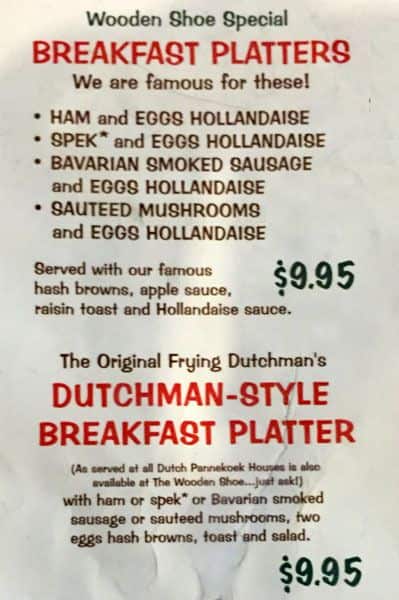 Wooden Shoe Special
BREAKFAST PLATTERS
We are famous for these!
• HAM and EGGS HOLLANDAISE
• SPEK* and EGGS HOLLANDAISE
• BAVARIAN SMOKED SAUSAGE
and EGGS HOLLANDAISE
• SAUTEED MUSHROOMS
and EGGS HOLLANDAISE
Served with our famous
hash browns, apple sauce,
raisin toast and Hollandaise sauce.
$9.95
The Original Frying Dutchman's
DUTCHMAN-STYLE
BREAKFAST PLATTER
(As served at all Dutch Pannekoek Houses is also
available at The Wooden Shoe...just ask!)
with ham or spek* or Bavarian smoked
sausage or sauteed mushrooms, two
eggs hash browns, toast and salad.
$9.95